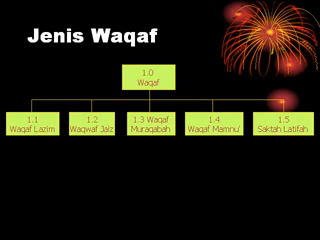 Jenis Waqaf
1.0
Waqaf
1.1
Waqaf Lazim
1.2
Waqwaf Jaiz
1.3 Waqaf
Muraqabah
1.4
Waqaf Mamnu'
1.5
Saktah Latifah